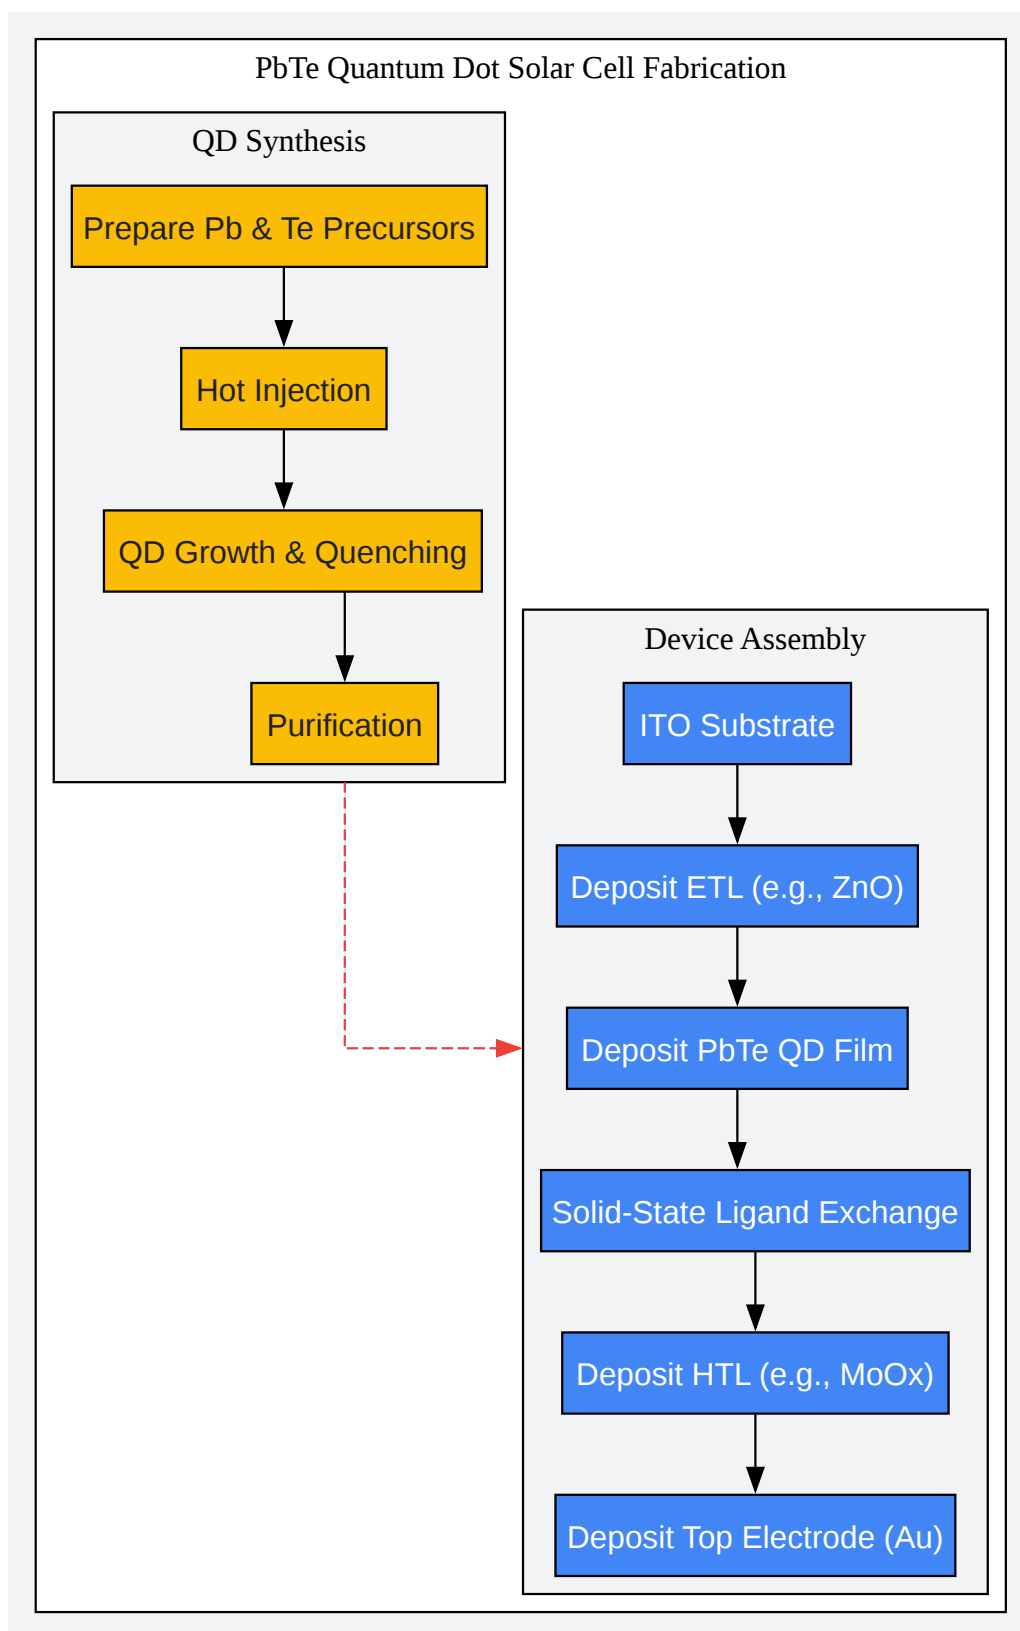 PbTe Quantum Dot Solar Cell Fabrication
QD Synthesis
Prepare Pb & Te Precursors
Hot Injection
QD Growth & Quenching
Purification
Device Assembly
ITO Substrate
Deposit ETL (e.g., ZnO)
Deposit PbTe QD Film
Solid-State Ligand Exchange
Deposit HTL (e.g., MoOx)
Deposit Top Electrode (Au)